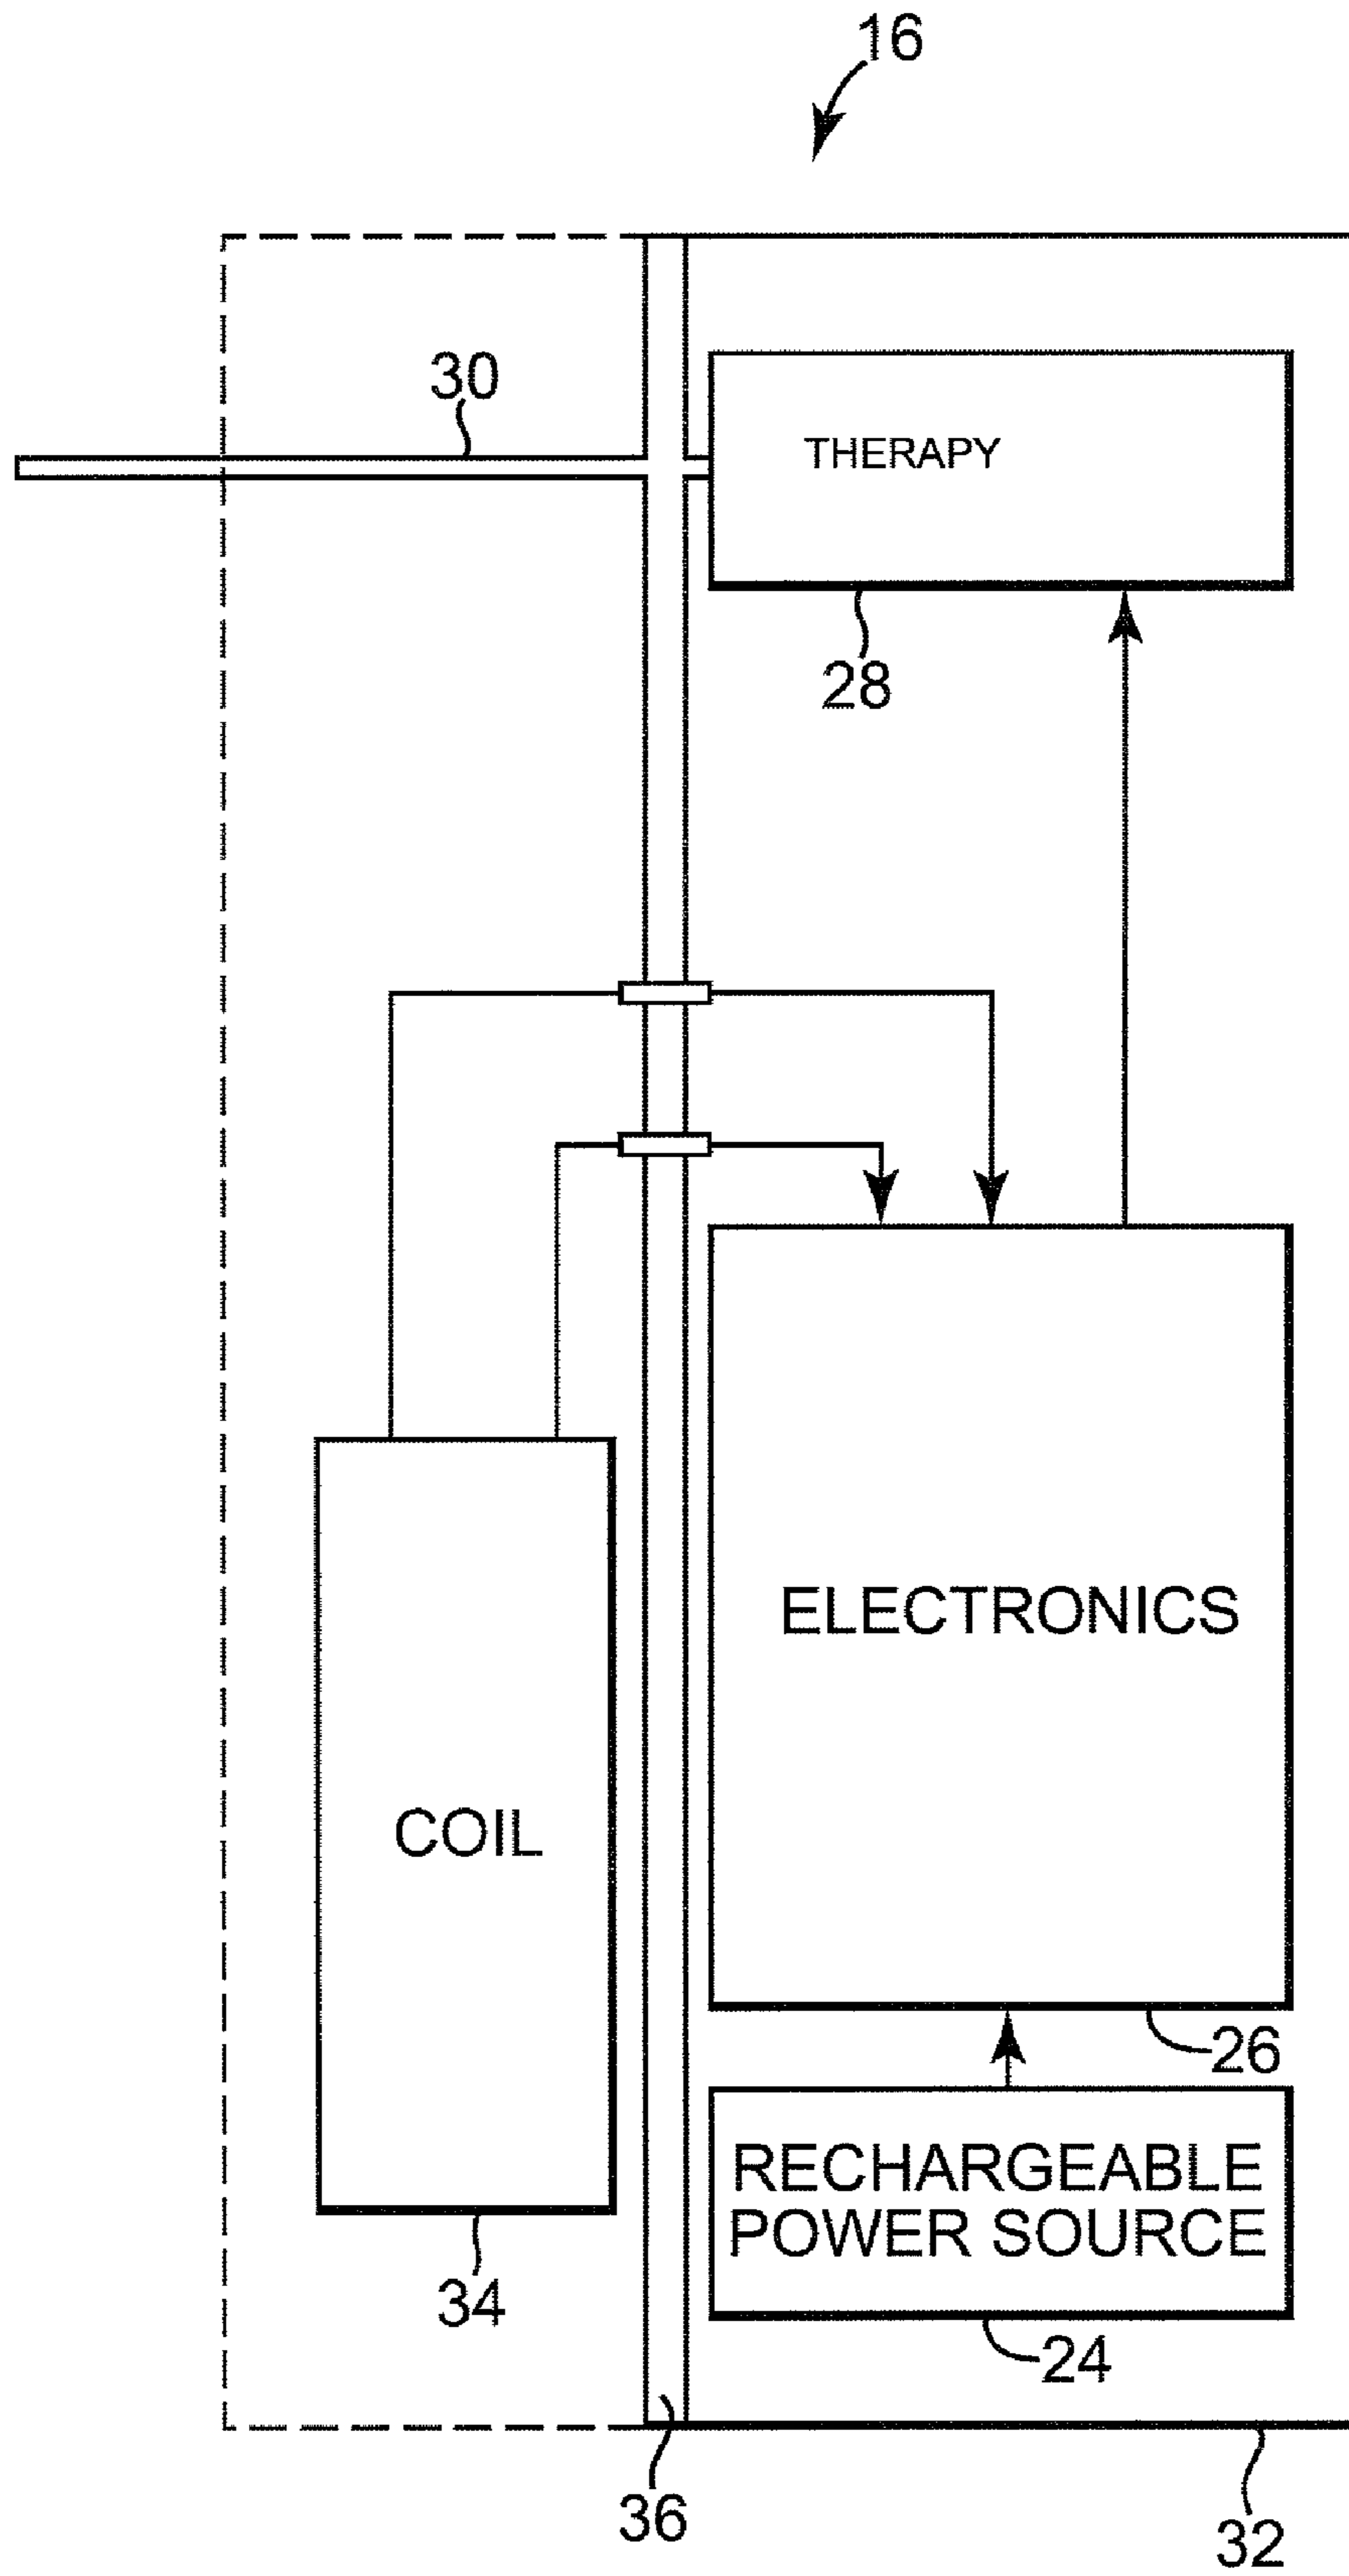 16
30
THERAPY
28
ELECTRONICS
COIL
26
RECHARGEABLE
POWER SOURCE
34
24
36
32